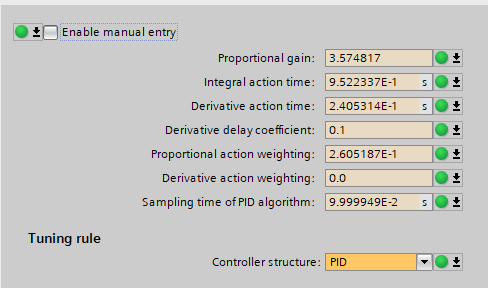 Enable manual entry
Proportional gain: 3.574817
Integral action time: 9.522337E-1 s
Derivative action time: 2.405314E-1 s
Derivative delay coefficient: 0.1
Proportional action weighting: 2.605187E-1
Derivative action weighting: 0.0
Sampling time of PID algorithm: 9.999949E-2 s
Tuning rule
Controller structure: PID